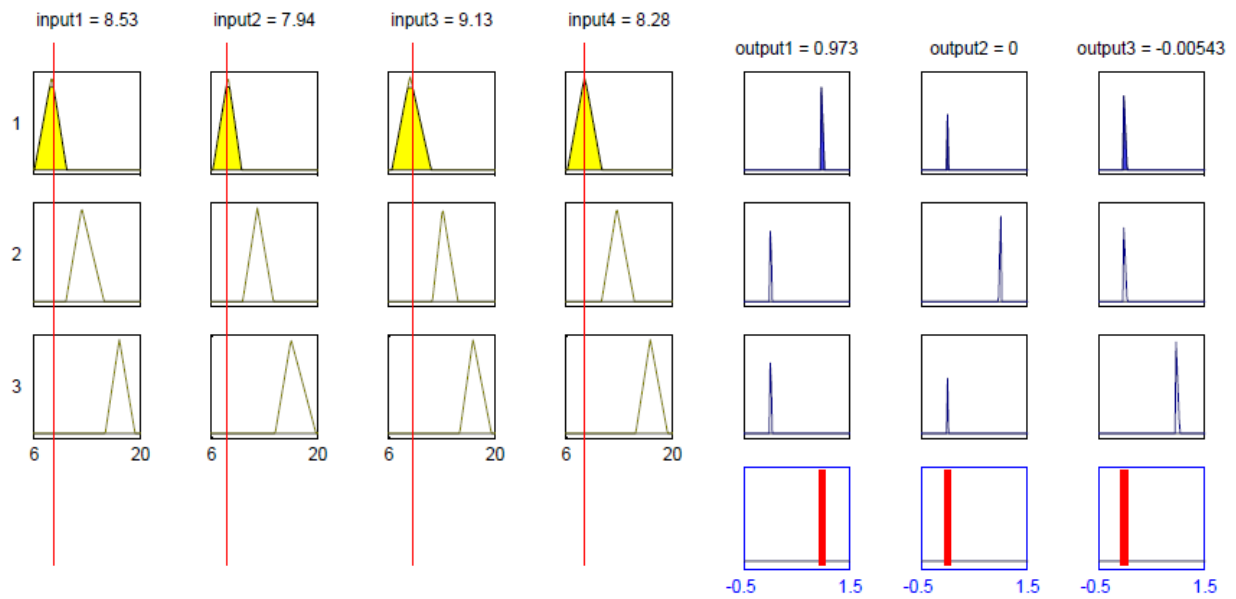 input1 = 8.53 input2 = 7.94 input3 = 9.13 input4 = 8.28
output1 = 0.973 output2 = 0 output3 = -0.00543
1
2
3
6 20 6 20 6 20 6 20
-0.5 1.5 -0.5 1.5 -0.5 1.5